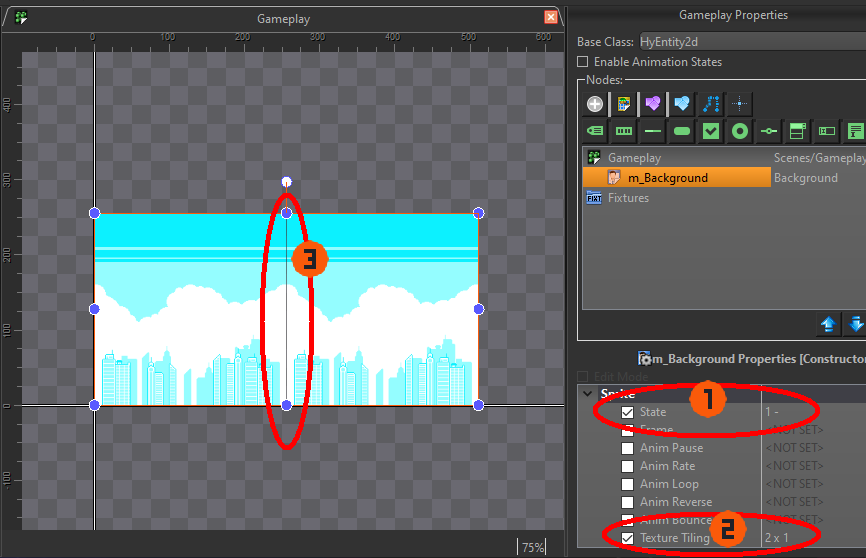 Gameplay
0 100 200 300 400 500 600
400
300
200
100
0
-100
3
75%
Gameplay Properties
Base Class: HyEntity2d
Enable Animation States
Nodes:
Gameplay Scenes/Gameplay
m_Background Background
FIXT Fixtures
m_Background Properties [Constructor
Edit Mode
Sprite
1
State 1 -
Frame <NOT SET>
Anim Pause <NOT SET>
Anim Rate <NOT SET>
Anim Loop <NOT SET>
Anim Reverse <NOT SET>
Anim Bounce <NOT SET>
2
Texture Tiling 2 x 1